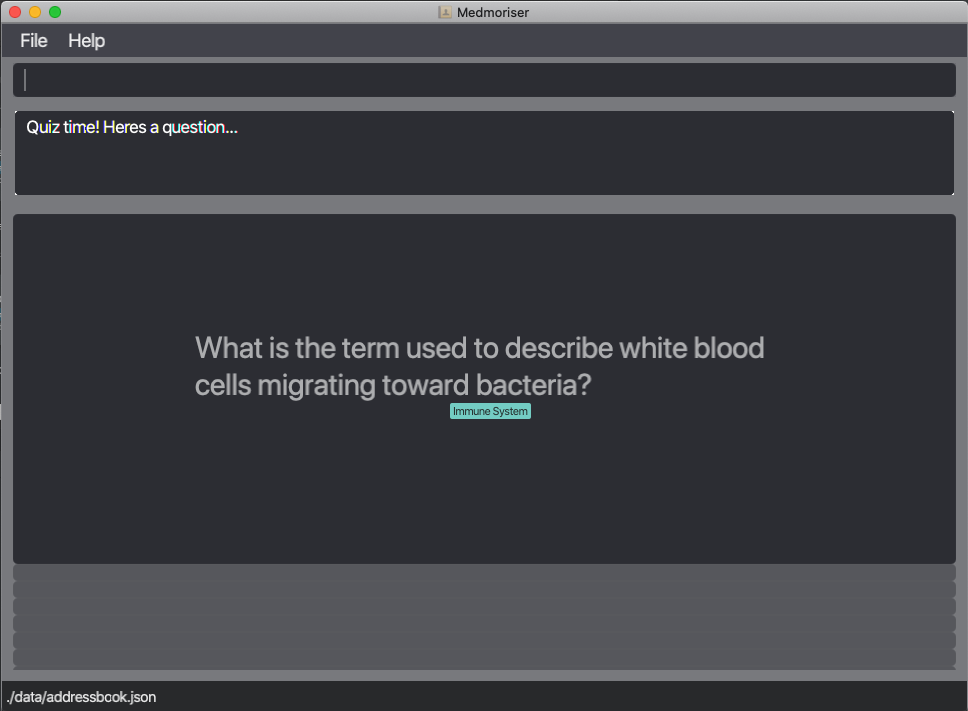 Medmoriser
File Help
Quiz time! Heres a question...
What is the term used to describe white blood
cells migrating toward bacteria?
Immune System
./data/addressbook.json